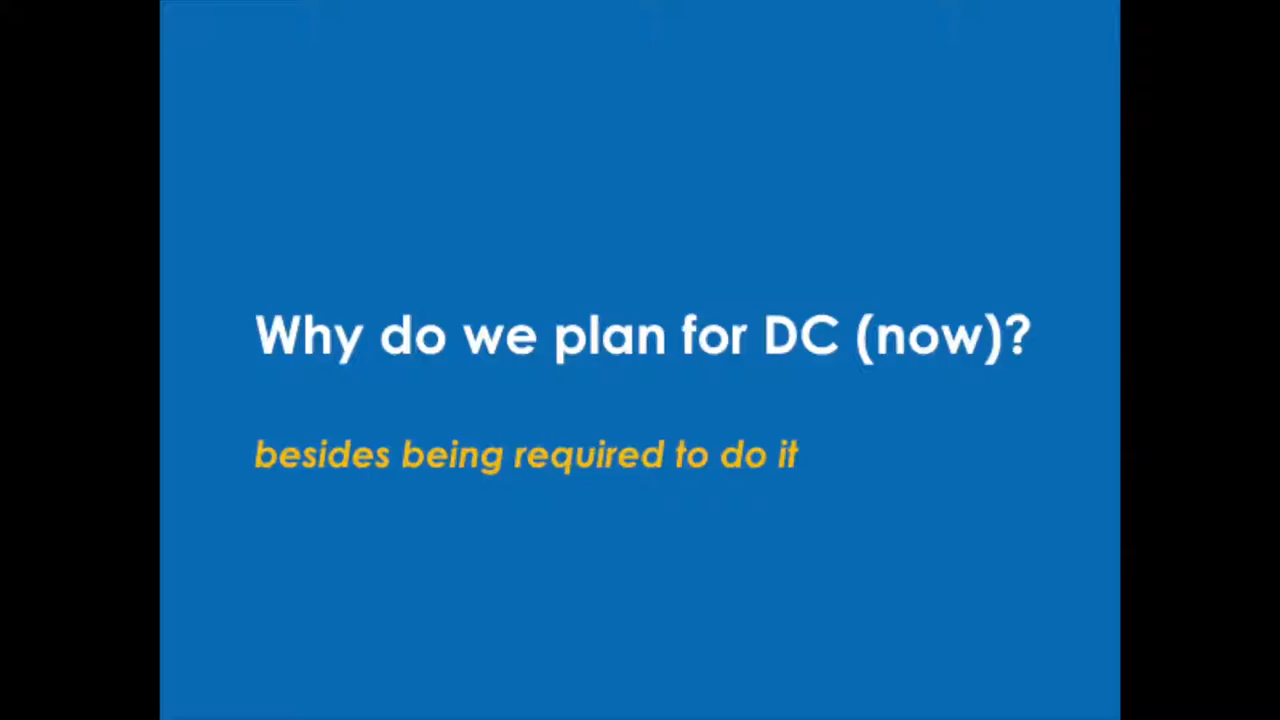 Why do we plan for DC (now)?
besides being required to do it